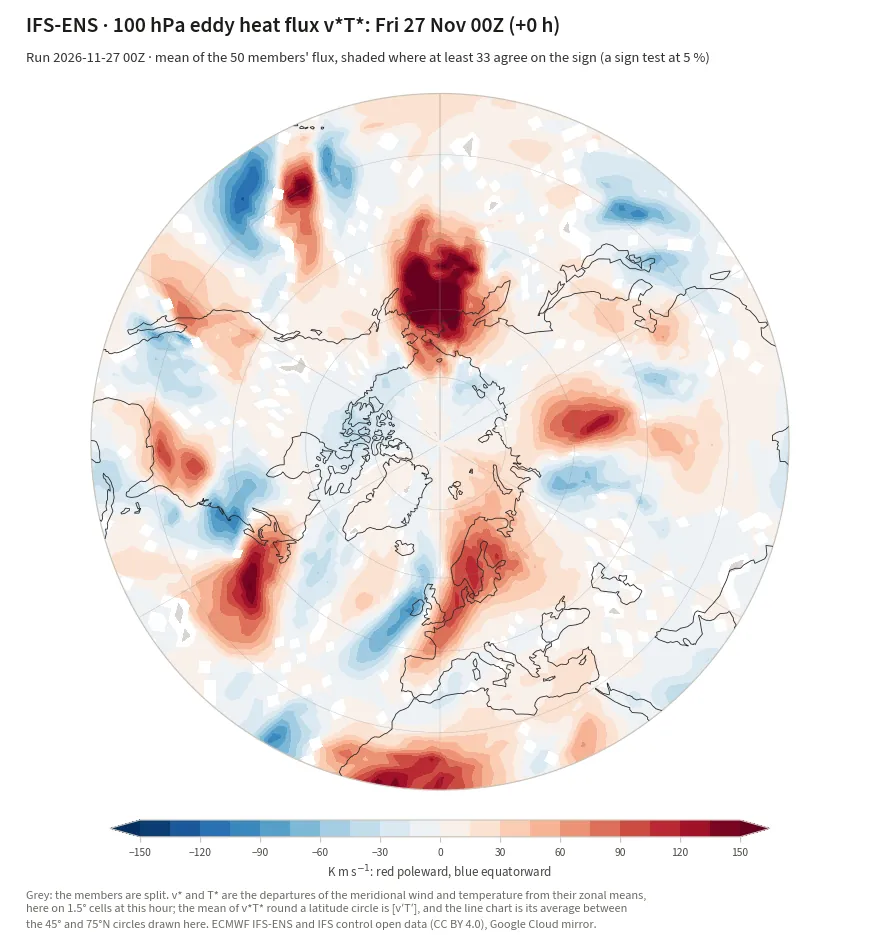 IFS-ENS · 100 hPa eddy heat flux v*T*: Fri 27 Nov 00Z (+0 h)
Run 2026-11-27 00Z · mean of the 50 members' flux, shaded where at least 33 agree on the sign (a sign test at 5 %)
−150 −120 −90 −60 −30 0 30 60 90 120 150
K m s⁻¹: red poleward, blue equatorward
Grey: the members are split. v* and T* are the departures of the meridional wind and temperature from their zonal means,
here on 1.5° cells at this hour; the mean of v*T* round a latitude circle is [v′T′], and the line chart is its average between
the 45° and 75°N circles drawn here. ECMWF IFS-ENS and IFS control open data (CC BY 4.0), Google Cloud mirror.